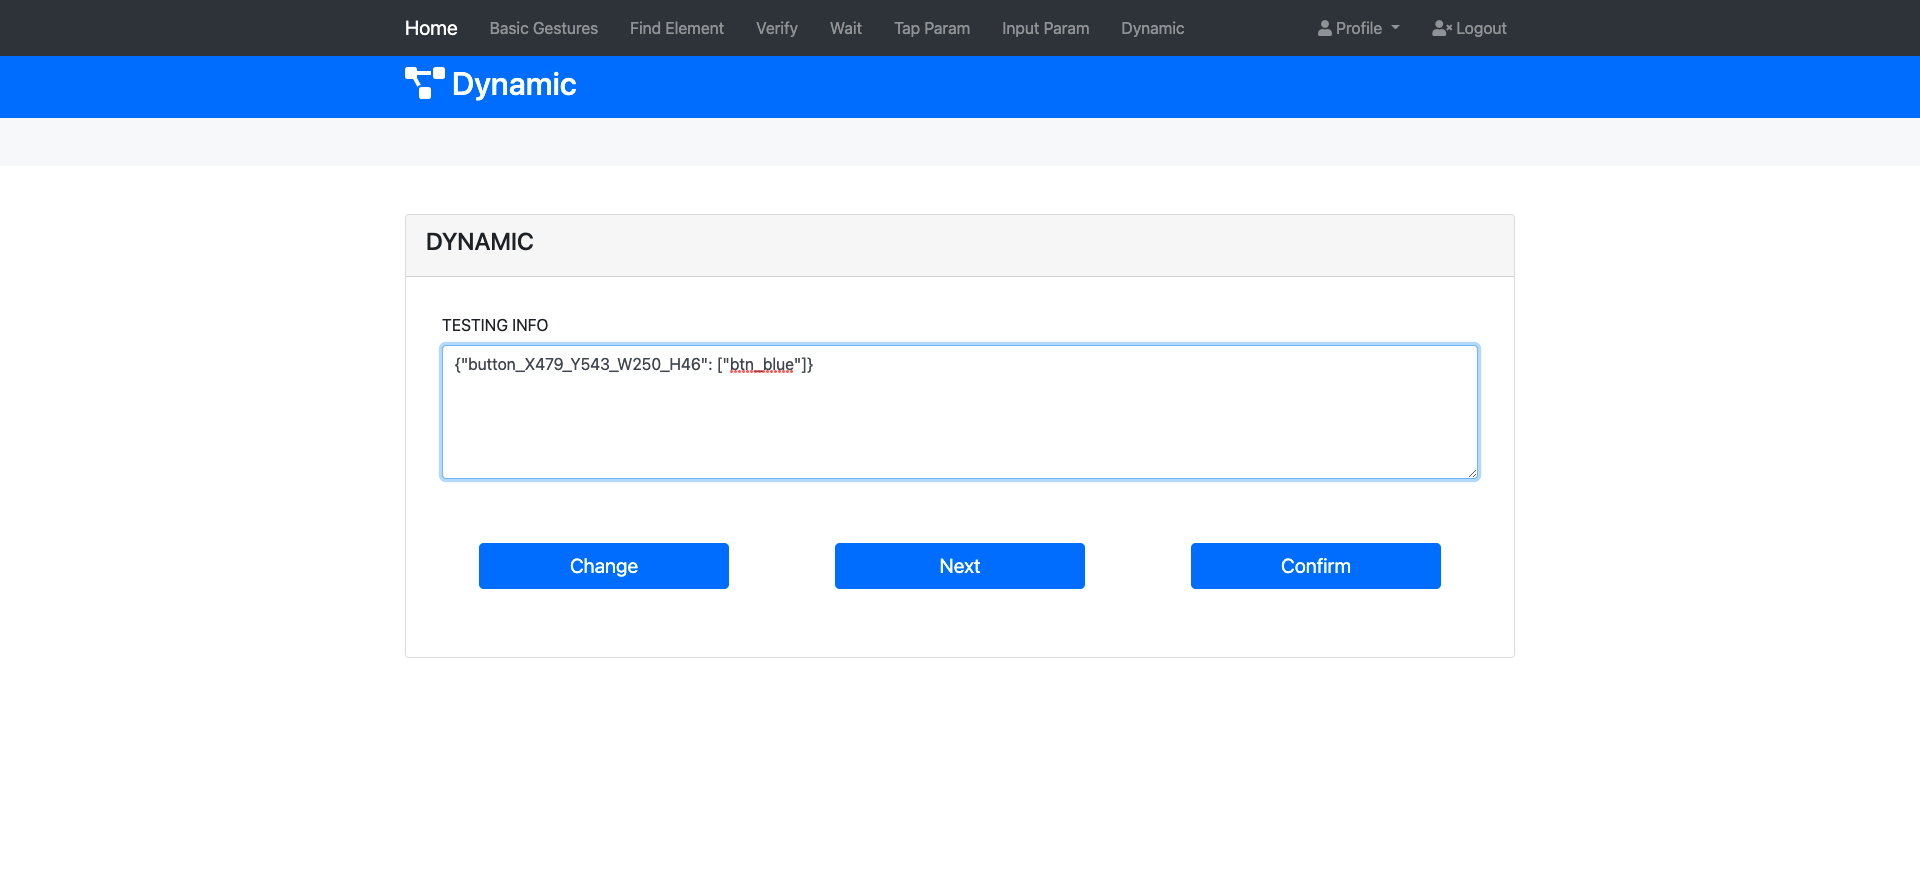 Home Basic Gestures Find Element Verify Wait Tap Param Input Param Dynamic Profile Logout
Dynamic
DYNAMIC
TESTING INFO
{"button_X479_Y543_W250_H46": ["btn_blue"]}
Change Next Confirm